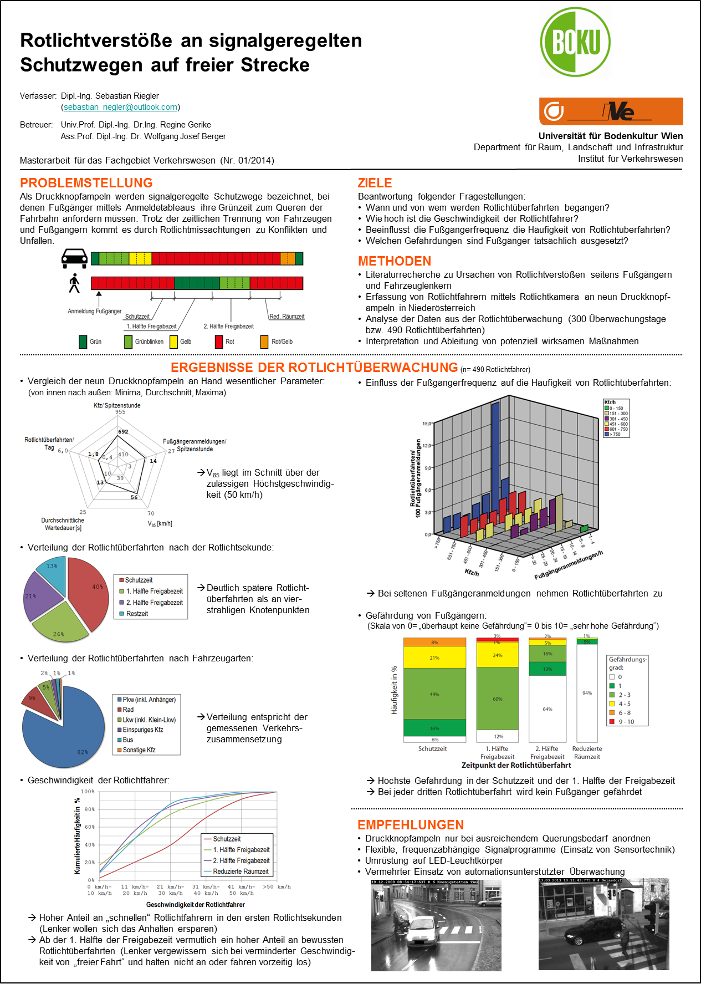 Rotlichtverstöße an signalgeregelten
Schutzwegen auf freier Strecke
BOKU
Verfasser: Dipl.-Ing. Sebastian Riegler
(sebastian_riegler@outlook.com)
Betreuer: Univ.Prof. Dipl.-Ing. Dr.Ing. Regine Gerike
Ass.Prof. Dipl.-Ing. Dr. Wolfgang Josef Berger
Masterarbeit für das Fachgebiet Verkehrswesen (Nr. 01/2014)
iVe
Universität für Bodenkultur Wien
Department für Raum, Landschaft und Infrastruktur
Institut für Verkehrswesen
PROBLEMSTELLUNG
Als Druckknopfampeln werden signalgeregelte Schutzwege bezeichnet, bei
denen Fußgänger mittels Anmeldetableaus ihre Grünzeit zum Queren der
Fahrbahn anfordern müssen. Trotz der zeitlichen Trennung von Fahrzeugen
und Fußgängern kommt es durch Rotlichtmissachtungen zu Konflikten und
Unfällen.
Anmeldung Fußgänger
Schutzzeit
Red. Räumzeit
1. Hälfte Freigabezeit
2. Hälfte Freigabezeit
Grün
Grünblinken
Gelb
Rot
Rot/Gelb
ZIELE
Beantwortung folgender Fragestellungen:
• Wann und von wem werden Rotlichtüberfahrten begangen?
• Wie hoch ist die Geschwindigkeit der Rotlichtfahrer?
• Beeinflusst die Fußgängerfrequenz die Häufigkeit von Rotlichtüberfahrten?
• Welchen Gefährdungen sind Fußgänger tatsächlich ausgesetzt?
METHODEN
• Literaturrecherche zu Ursachen von Rotlichtverstößen seitens Fußgängern
und Fahrzeuglenkern
• Erfassung von Rotlichtfahrern mittels Rotlichtkamera an neun Druckknopf-
ampeln in Niederösterreich
• Analyse der Daten aus der Rotlichtüberwachung (300 Überwachungstage
bzw. 490 Rotlichtüberfahrten)
• Interpretation und Ableitung von potenziell wirksamen Maßnahmen
ERGEBNISSE DER ROTLICHTÜBERWACHUNG (n= 490 Rotlichtfahrer)
• Vergleich der neun Druckknopfampeln an Hand wesentlicher Parameter:
(von innen nach außen: Minima, Durchschnitt, Maxima)
Kfz/ Spitzenstunde
955
692
410
Rotlichtüberfahrten/
Tag
6,0
1,8
0,4
Fußgängeranmeldungen/
Spitzenstunde
27
14
3
10
13
25
39
56
70
Durchschnittliche
Wartedauer [s]
V85 [km/h]
→ V85 liegt im Schnitt über der
zulässigen Höchstgeschwindig-
keit (50 km/h)
• Verteilung der Rotlichtüberfahrten nach der Rotlichtsekunde:
13%
40%
21%
26%
Schutzzeit
1. Hälfte Freigabezeit
2. Hälfte Freigabezeit
Restzeit
→ Deutlich spätere Rotlicht-
überfahrten als an vier-
strahligen Knotenpunkten
• Verteilung der Rotlichtüberfahrten nach Fahrzeugarten:
2%
1%
1%
5%
9%
82%
Pkw (inkl. Anhänger)
Rad
Lkw (inkl. Klein-Lkw)
Einspuriges Kfz
Bus
Sonstige Kfz
→ Verteilung entspricht der
gemessenen Verkehrs-
zusammensetzung
• Geschwindigkeit der Rotlichtfahrer:
Kumulierte Häufigkeit in %
100%
80%
60%
40%
20%
0%
Schutzzeit
1. Hälfte Freigabezeit
2. Hälfte Freigabezeit
Reduzierte Räumzeit
0 km/h- 11 km/h- 21 km/h- 31 km/h- 41 km/h- >50 km/h
10 km/h 20 km/h 30 km/h 40 km/h 50 km/h
Geschwindigkeit der Rotlichtfahrer
→ Hoher Anteil an „schnellen“ Rotlichtfahrern in den ersten Rotlichtsekunden
(Lenker wollen sich das Anhalten ersparen)
→ Ab der 1. Hälfte der Freigabezeit vermutlich ein hoher Anteil an bewussten
Rotlichtüberfahrten (Lenker vergewissern sich bei verminderter Geschwindig-
keit von „freier Fahrt“ und halten nicht an oder fahren vorzeitig los)
• Einfluss der Fußgängerfrequenz auf die Häufigkeit von Rotlichtüberfahrten:
Rotlichtüberfahrten/
100 Fußgängeranmeldungen
15,0
12,0
9,0
6,0
3,0
0,0
> 750
601 - 750
451 - 600
301 - 450
151 - 300
0 - 150
Kfz/h
> 30
25 - 29
20 - 24
15 - 19
10 - 14
5 - 9
1 - 4
Fußgängeranmeldungen/h
Kfz/h
0 - 150
151 - 300
301 - 450
451 - 600
601 - 750
> 750
→ Bei seltenen Fußgängeranmeldungen nehmen Rotlichtüberfahrten zu
• Gefährdung von Fußgängern:
(Skala von 0= „überhaupt keine Gefährdung“= 0 bis 10= „sehr hohe Gefährdung“)
Häufigkeit in %
8%
21%
49%
16%
6%
3%
1%
24%
60%
12%
2%
5%
16%
13%
64%
1%
5%
94%
Schutzzeit
1. Hälfte
Freigabezeit
2. Hälfte
Freigabezeit
Reduzierte
Räumzeit
Zeitpunkt der Rotlichtüberfahrt
Gefährdungs-
grad:
0
1
2 - 3
4 - 5
6 - 8
9 - 10
→ Höchste Gefährdung in der Schutzzeit und der 1. Hälfte der Freigabezeit
→ Bei jeder dritten Rotlichtüberfahrt wird kein Fußgänger gefährdet
EMPFEHLUNGEN
• Druckknopfampeln nur bei ausreichendem Querungsbedarf anordnen
• Flexible, frequenzabhängige Signalprogramme (Einsatz von Sensortechnik)
• Umrüstung auf LED-Leuchtkörper
• Vermehrter Einsatz von automationsunterstützter Überwachung
19.12.2008 08:34:17:637 R 6 Koenigstetten TAG
13.03.2013 10:11:43:775 R 4 Gerasdorf